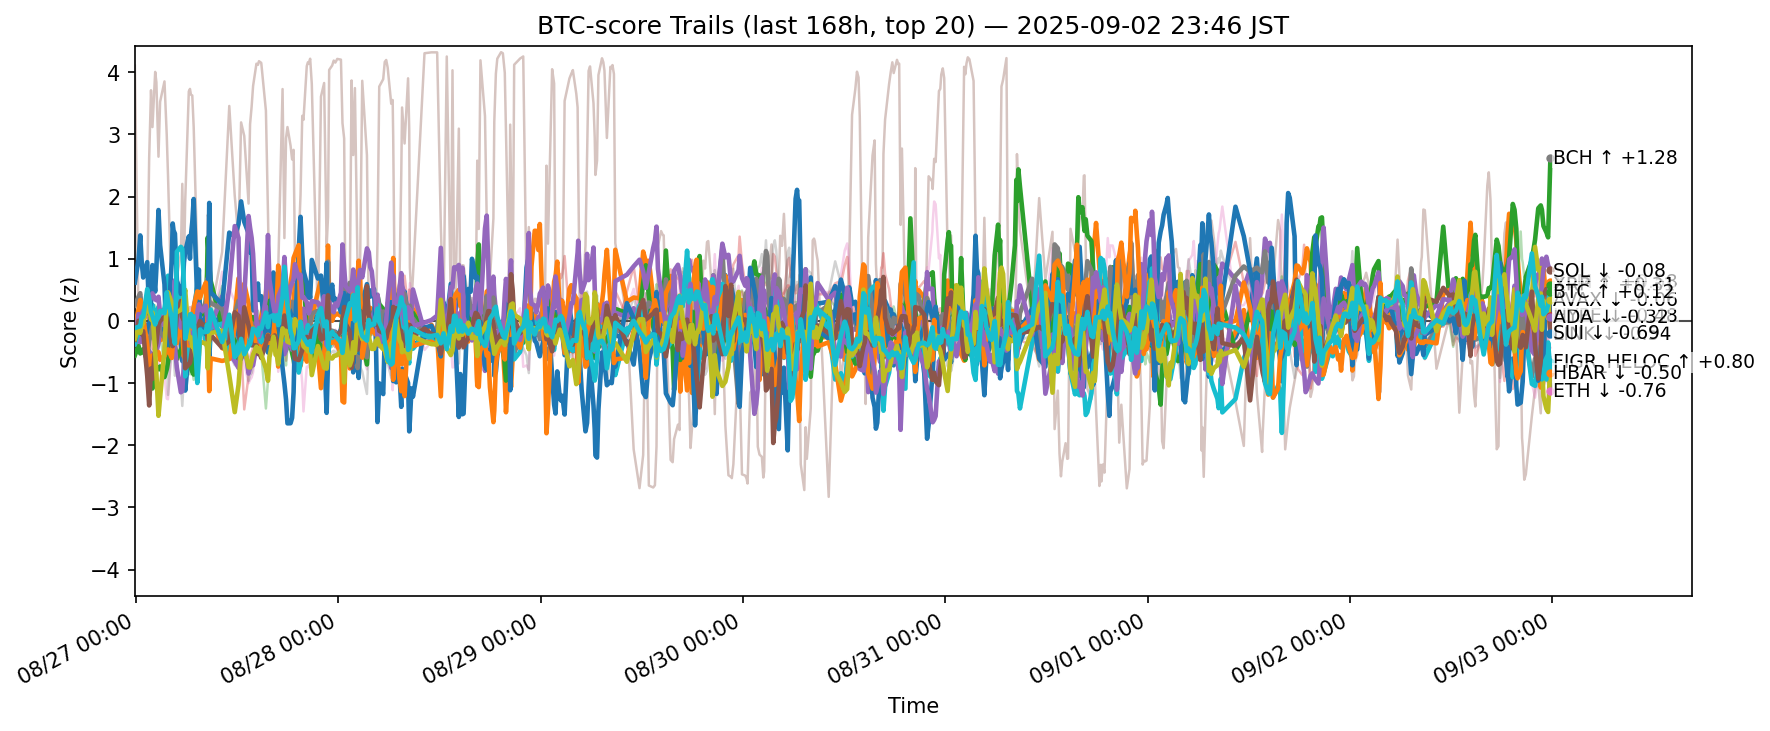 BTC-score Trails (last 168h, top 20) — 2025-09-02 23:46 JST
Score (z)
4
3
2
1
0
−1
−2
−3
−4
BCH ↑ +1.28
SOL ↓ -0.08
BTC ↑ +0.12
ADA ↓ -0.32
SUI ↓ -0.69
FIGR_HELOC ↑ +0.80
HBAR ↓ -0.50
ETH ↓ -0.76
08/27 00:00
08/28 00:00
08/29 00:00
08/30 00:00
08/31 00:00
09/01 00:00
09/02 00:00
09/03 00:00
Time